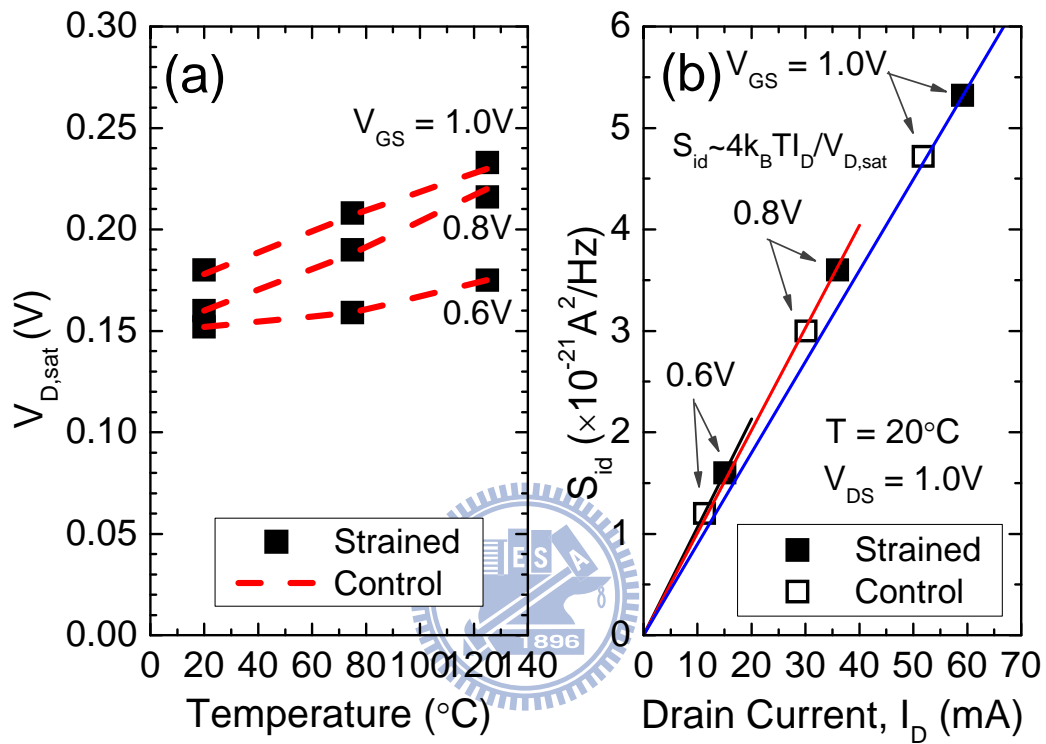 (a)
V_GS = 1.0V
0.8V
0.6V
V_D,sat (V)
0.30
0.25
0.20
0.15
0.10
0.05
0.00
Strained
Control
0 20 40 60 80 100 120 140
Temperature (°C)
(b)
V_GS = 1.0V
S_id~4k_BTI_D/V_D,sat
0.8V
0.6V
T = 20°C
V_DS = 1.0V
S_id (×10^-21 A^2/Hz)
6
5
4
3
2
1
0
Strained
Control
0 10 20 30 40 50 60 70
Drain Current, I_D (mA)
E S A
1896